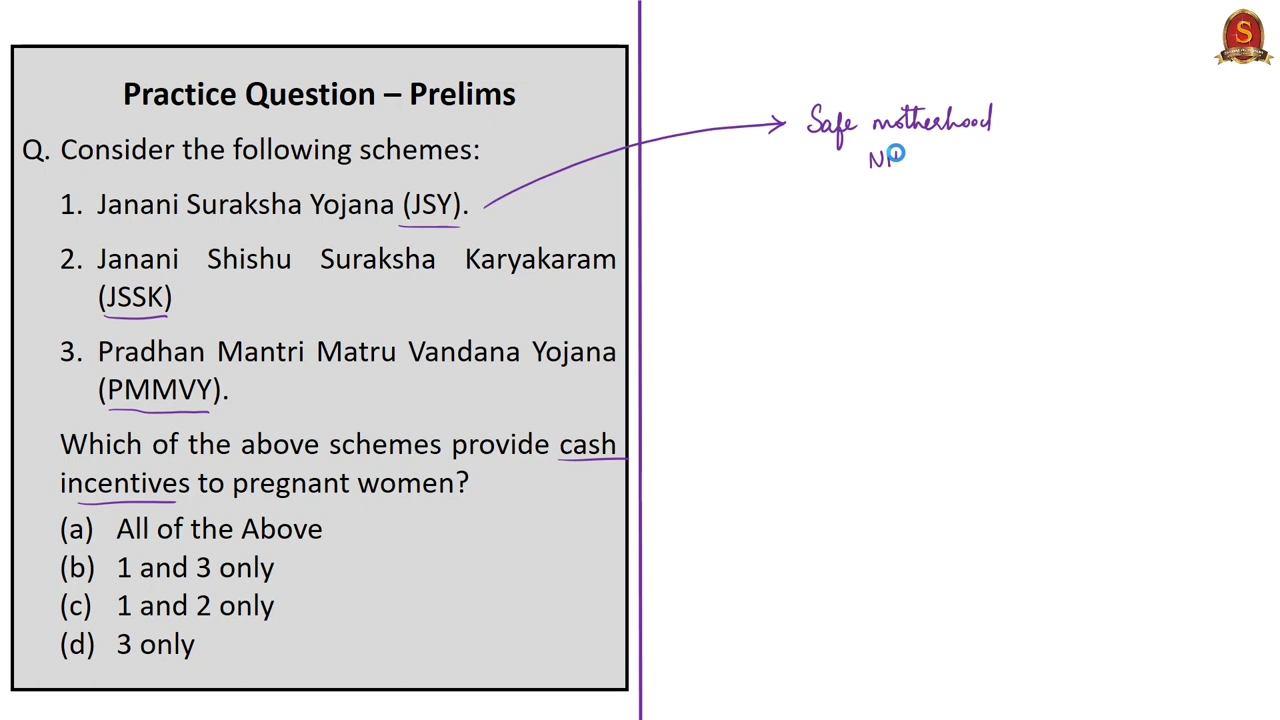 Practice Question – Prelims
Q. Consider the following schemes:
1. Janani Suraksha Yojana (JSY).
2. Janani Shishu Suraksha Karyakaram
(JSSK)
3. Pradhan Mantri Matru Vandana Yojana
(PMMVY).
Which of the above schemes provide cash
incentives to pregnant women?
(a) All of the Above
(b) 1 and 3 only
(c) 1 and 2 only
(d) 3 only
Safe motherhood
S